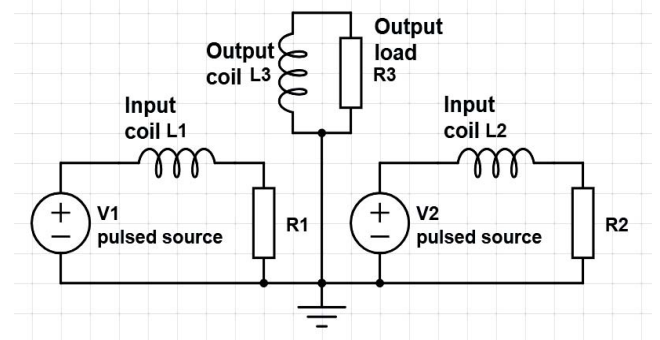 Output
coil L3
Output
load
R3
Input
coil L1
Input
coil L2
+
−
V1
pulsed source
R1
+
−
V2
pulsed source
R2